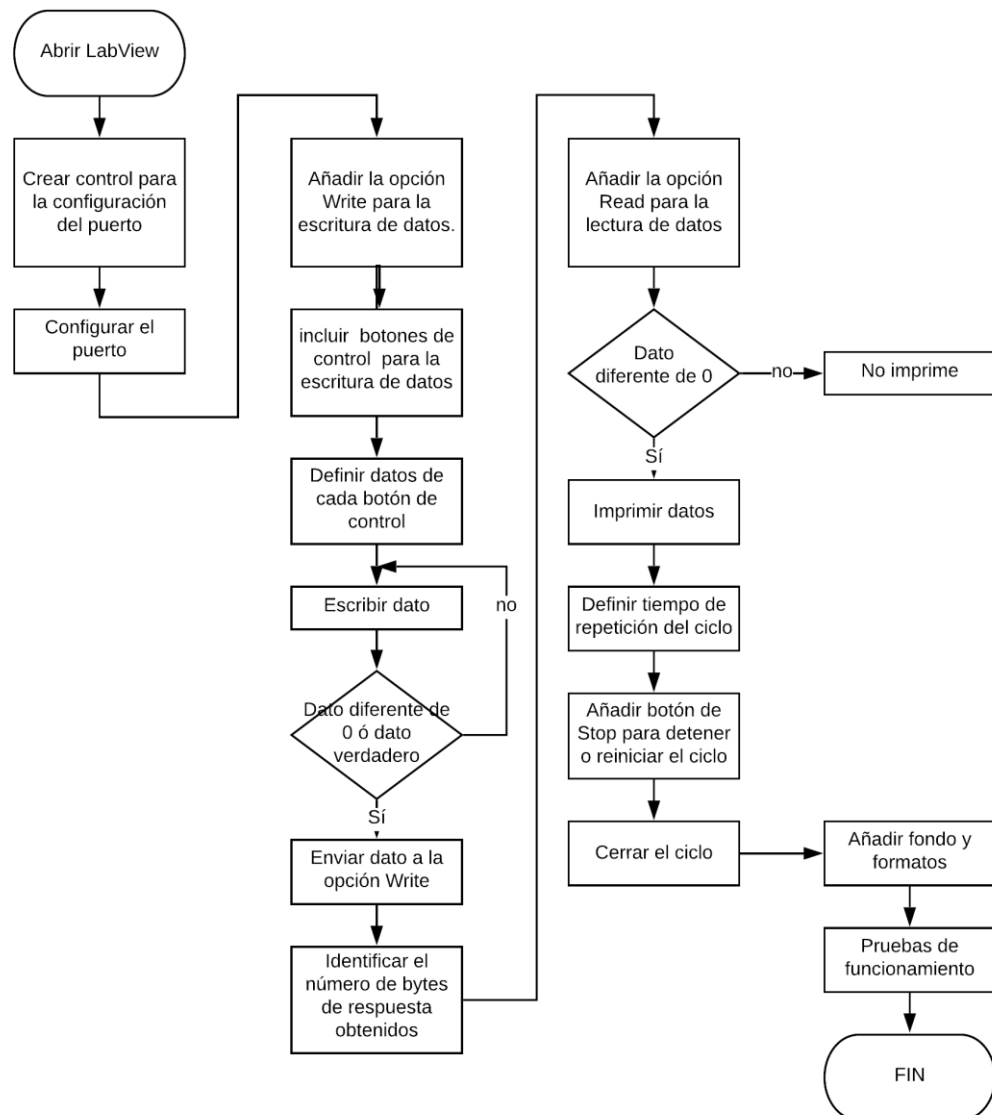 Abrir LabView
Crear control para
la configuración
del puerto
Configurar el
puerto
Añadir la opción
Write para la
escritura de datos.
incluir botones de
control para la
escritura de datos
Definir datos de
cada botón de
control
Escribir dato
no
Dato diferente de
0 ó dato
verdadero
Sí
Enviar dato a la
opción Write
Identificar el
número de bytes
de respuesta
obtenidos
Añadir la opción
Read para la
lectura de datos
Dato
diferente de 0
no
No imprime
Sí
Imprimir datos
Definir tiempo de
repetición del ciclo
Añadir botón de
Stop para detener
o reiniciar el ciclo
Cerrar el ciclo
Añadir fondo y
formatos
Pruebas de
funcionamiento
FIN